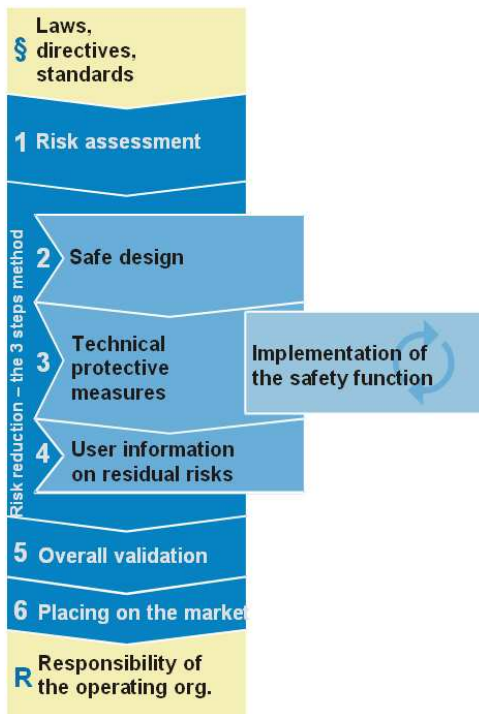 §
Laws,
directives,
standards
1 Risk assessment
Risk reduction – the 3 steps method
2 Safe design
3
Technical
protective
measures
Implementation of
the safety function
4
User information
on residual risks
5 Overall validation
6 Placing on the market
R
Responsibility of
the operating org.